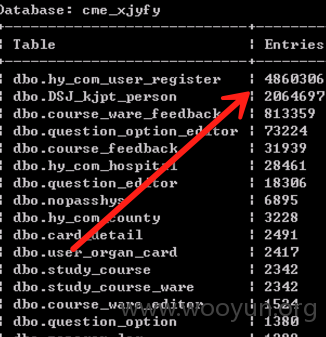 Database: cme_xjyfy
Table | Entries
dbo.hy_com_user_register | 4860306
dbo.DSJ_kjpt_person | 2064697
dbo.course_ware_feedback | 813359
dbo.question_option_editor | 73224
dbo.course_feedback | 31939
dbo.hy_com_hospital | 28461
dbo.question_editor | 18306
dbo.nopasshys | 6895
dbo.hy_com_county | 3228
dbo.card_detail | 2491
dbo.user_organ_card | 2417
dbo.study_course | 2342
dbo.study_course_ware | 2342
dbo.course_ware_editor | 1524
dbo.question_option | 1380
www.wooyun.org